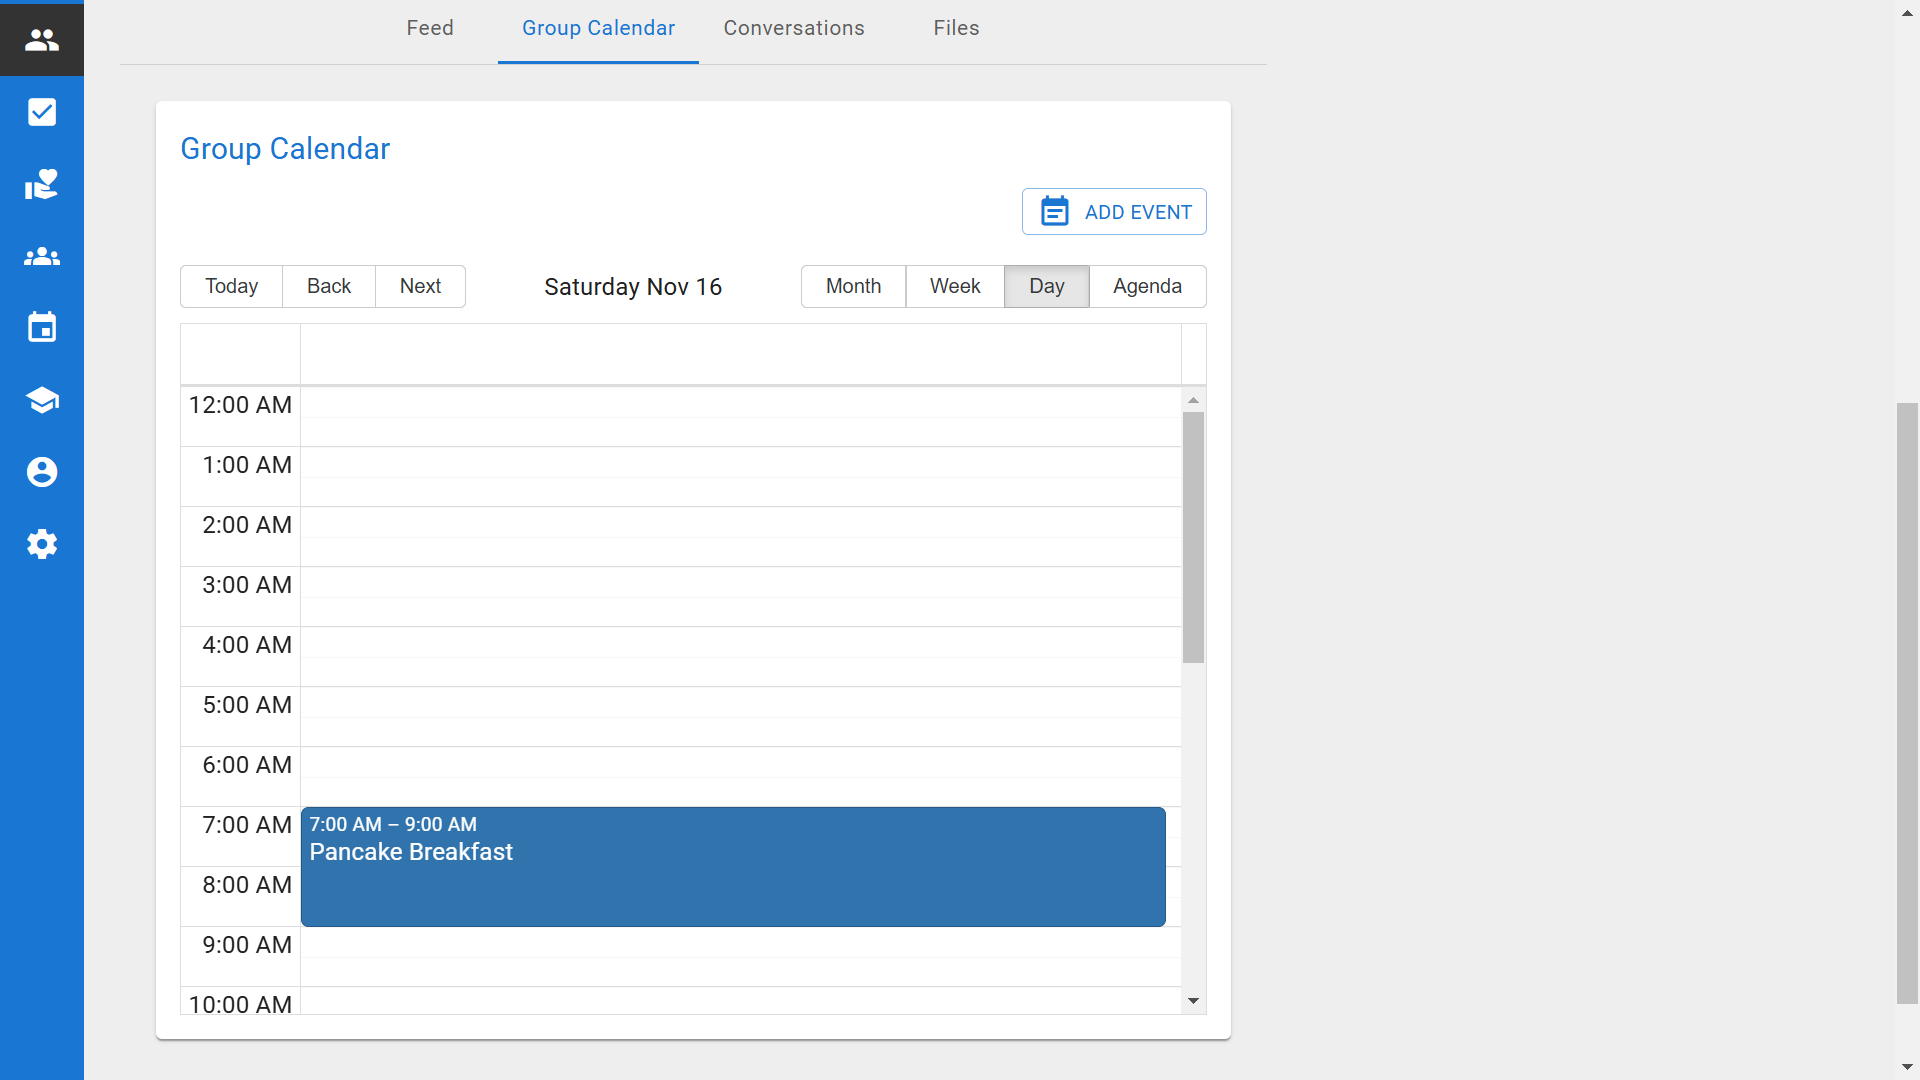 Feed Group Calendar Conversations Files
Group Calendar
ADD EVENT
Today Back Next Saturday Nov 16 Month Week Day Agenda
12:00 AM
1:00 AM
2:00 AM
3:00 AM
4:00 AM
5:00 AM
6:00 AM
7:00 AM 7:00 AM – 9:00 AM
Pancake Breakfast
8:00 AM
9:00 AM
10:00 AM